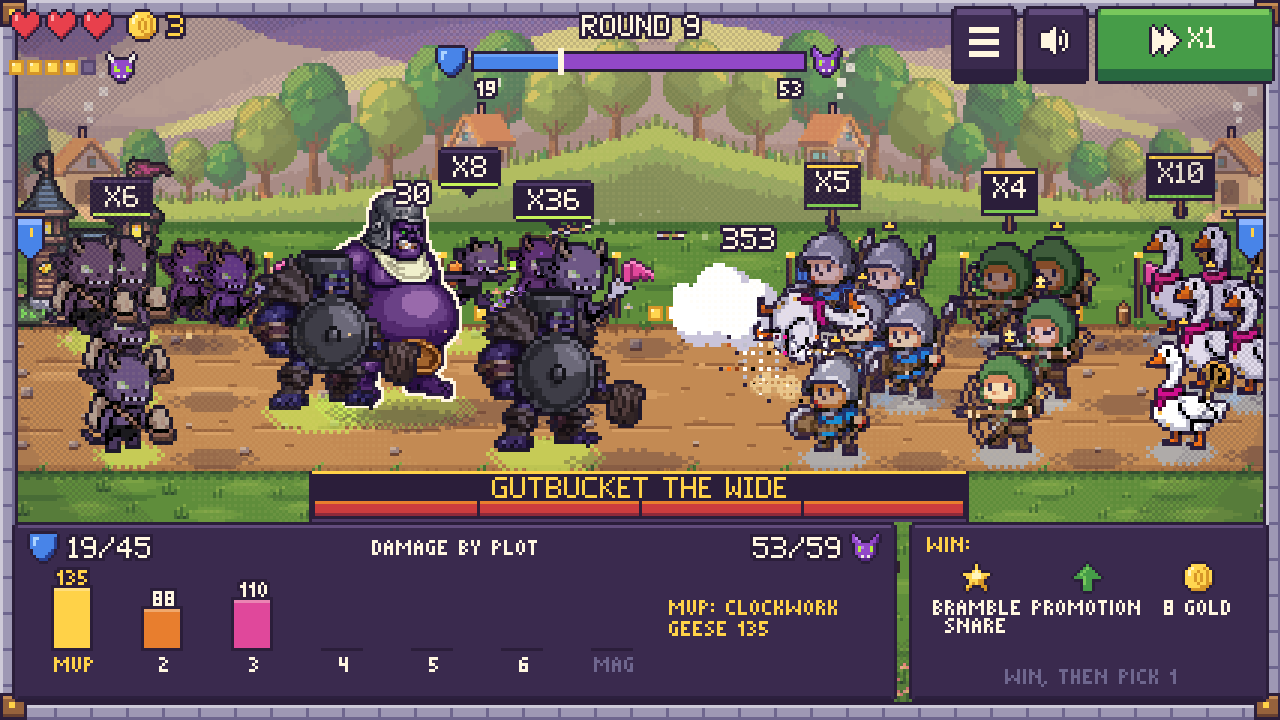 3
ROUND 9
X1
19
53
X6
30
X8
X36
353
X5
X4
X10
GUTBUCKET THE WIDE
19/45
DAMAGE BY PLOT
53/59
135
88
110
MVP
2
3
4
5
6
MAG
MVP: CLOCKWORK
GEESE 135
WIN:
BRAMBLE
SNARE
PROMOTION
8 GOLD
WIN, THEN PICK 1